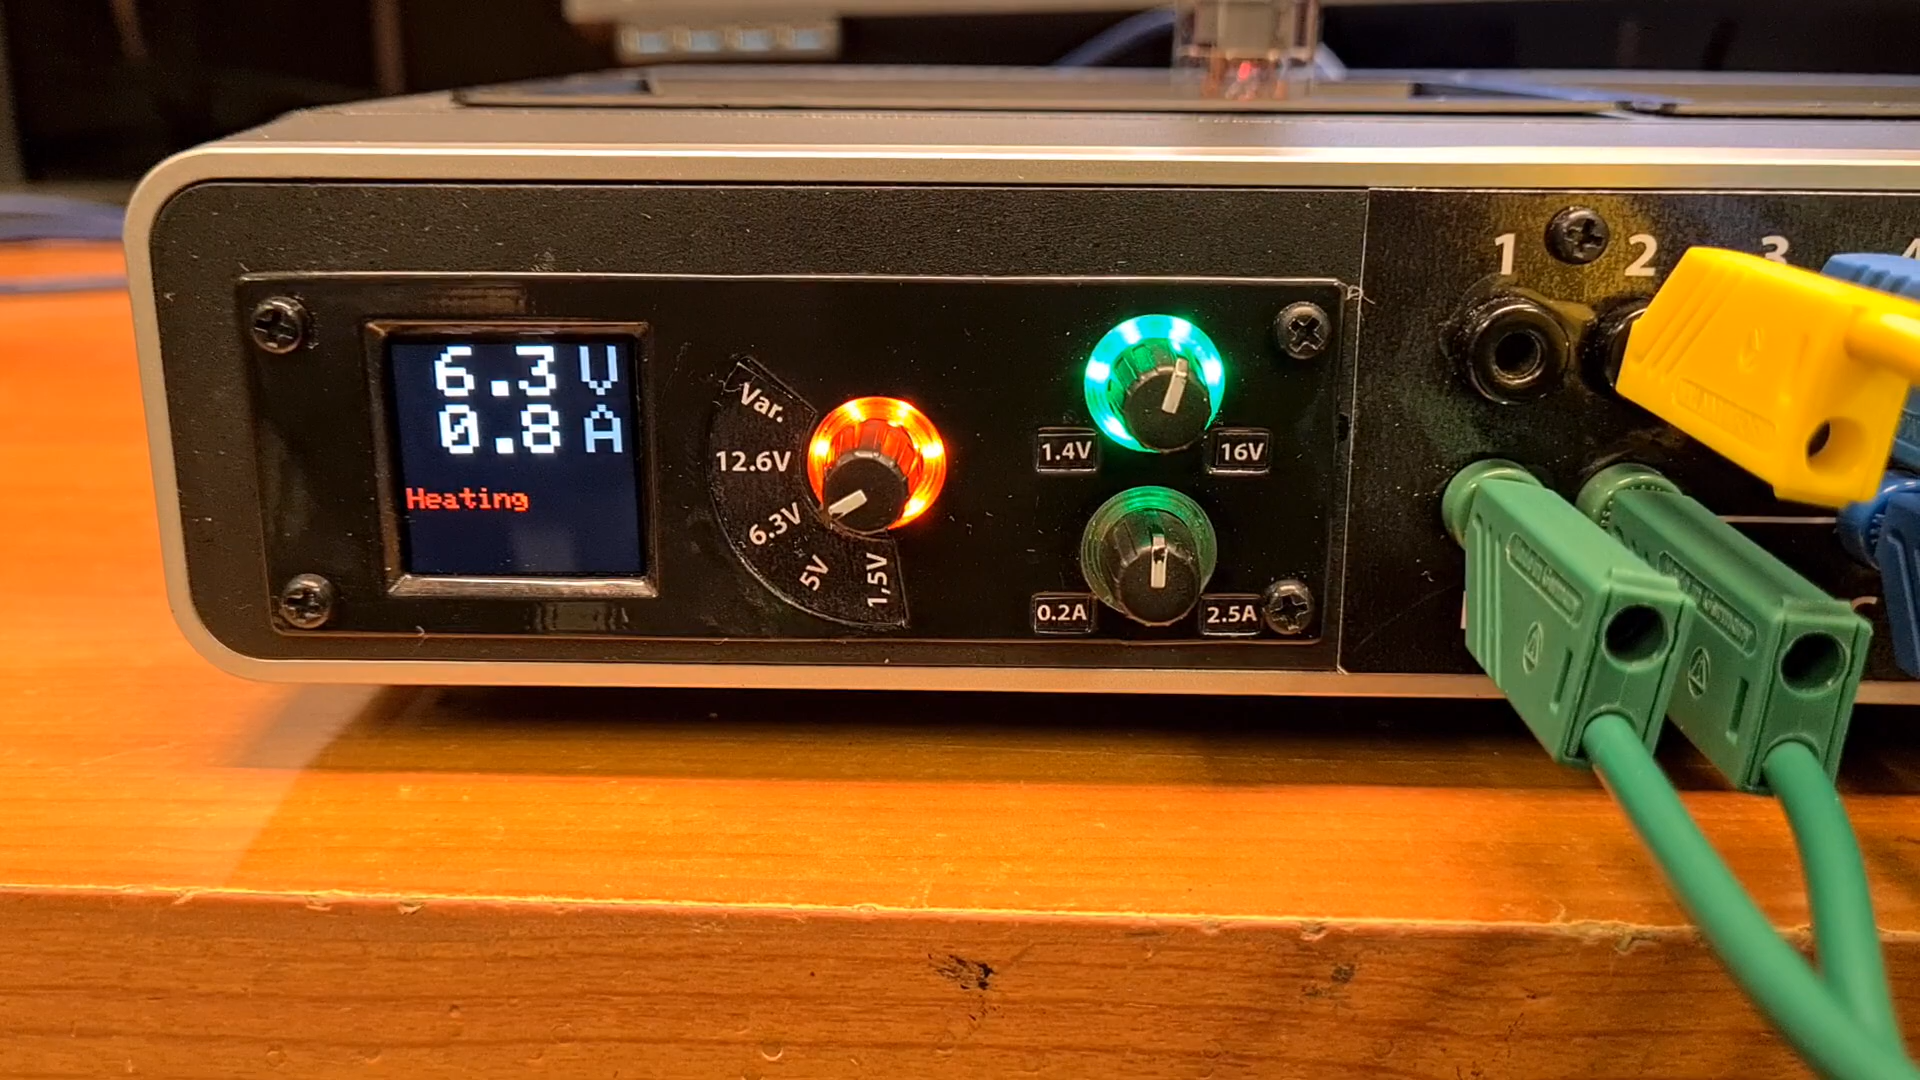 6.3 V
0.8 A
Heating
Var.
12.6V
6.3V
5V
1,5V
1.4V
16V
0.2A
2.5A
1
2
3
4